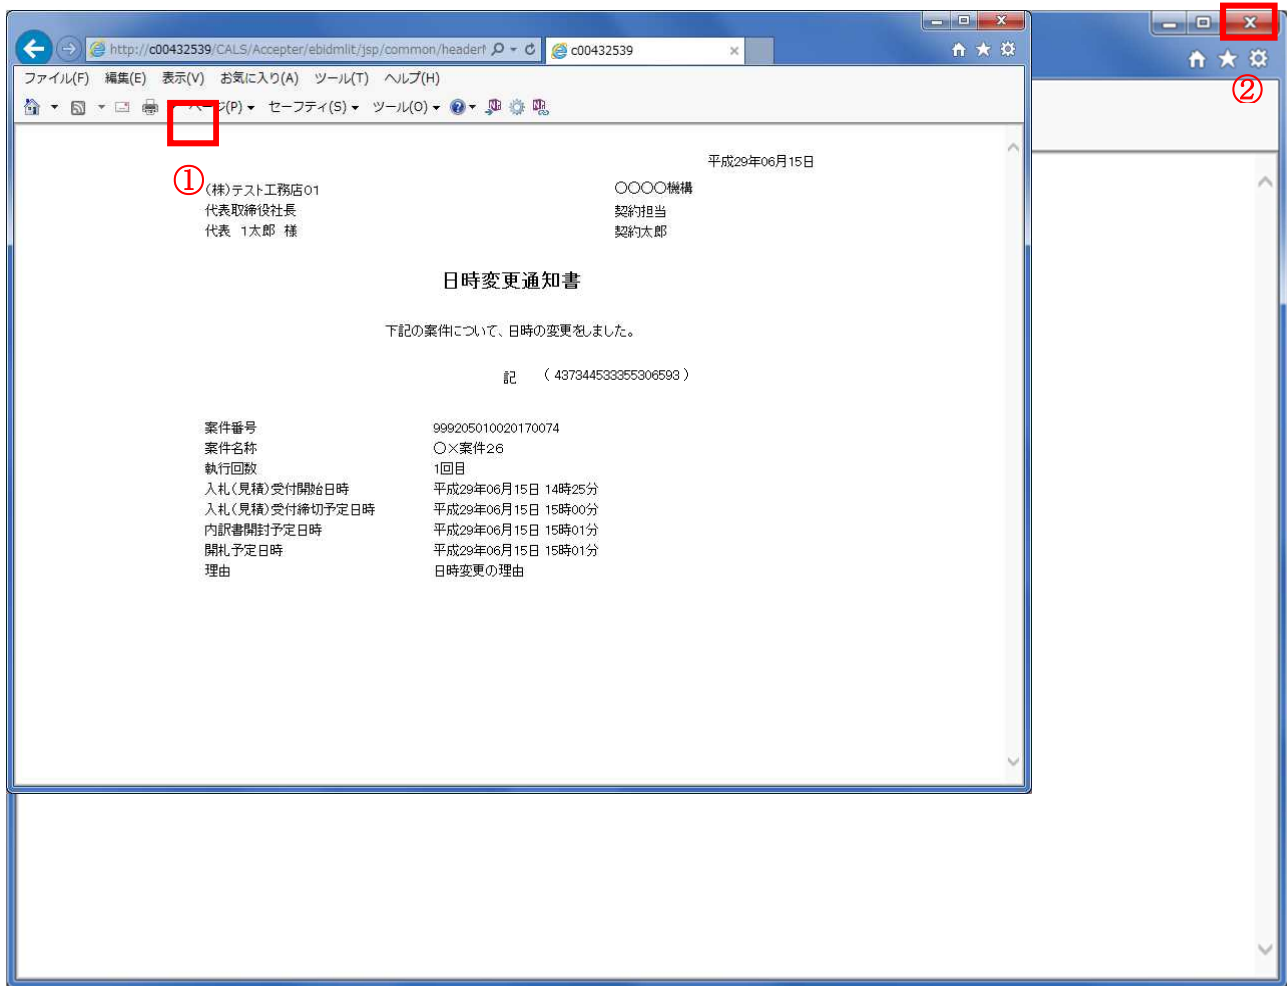 http://c00432539/CALS/Accepter/ebidmlit/jsp/common/header
c00432539
ファイル(F) 編集(E) 表示(V) お気に入り(A) ツール(T) ヘルプ(H)
ページ(P) セーフティ(S) ツール(O)
②
平成29年06月15日
①
(株)テスト工務店01
〇〇〇〇機構
代表取締役社長
契約担当
代表 1太郎 様
契約太郎
日時変更通知書
下記の案件について、日時の変更をしました。
記 ( 437344533355306593 )
案件番号 999205010020170074
案件名称 〇×案件26
執行回数 1回目
入札(見積)受付開始日時 平成29年06月15日 14時25分
入札(見積)受付締切予定日時 平成29年06月15日 15時00分
内訳書開封予定日時 平成29年06月15日 15時01分
開札予定日時 平成29年06月15日 15時01分
理由 日時変更の理由